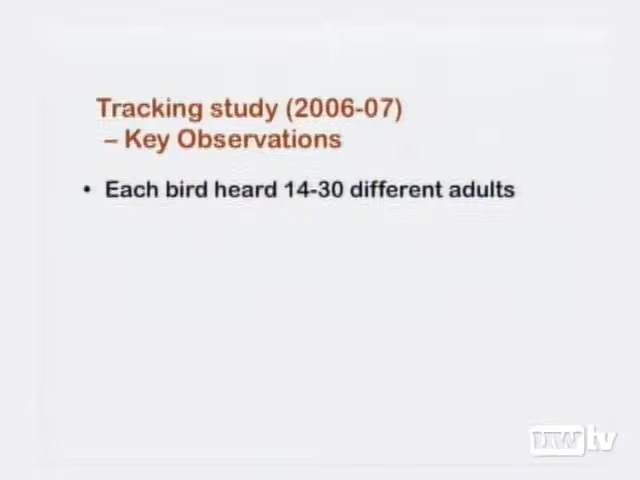 Tracking study (2006-07)
– Key Observations
• Each bird heard 14-30 different adults
UWtv